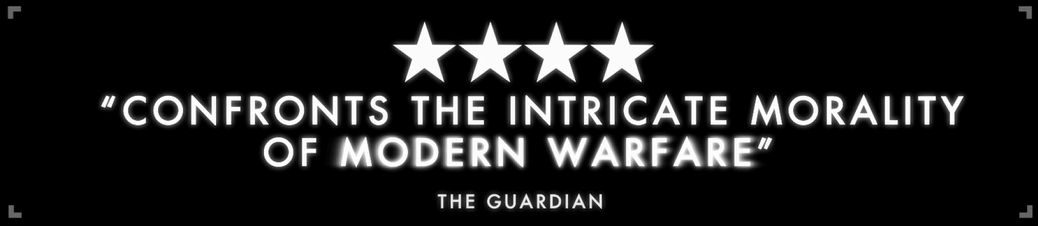 “CONFRONTS THE INTRICATE MORALITY
OF MODERN WARFARE”
THE GUARDIAN